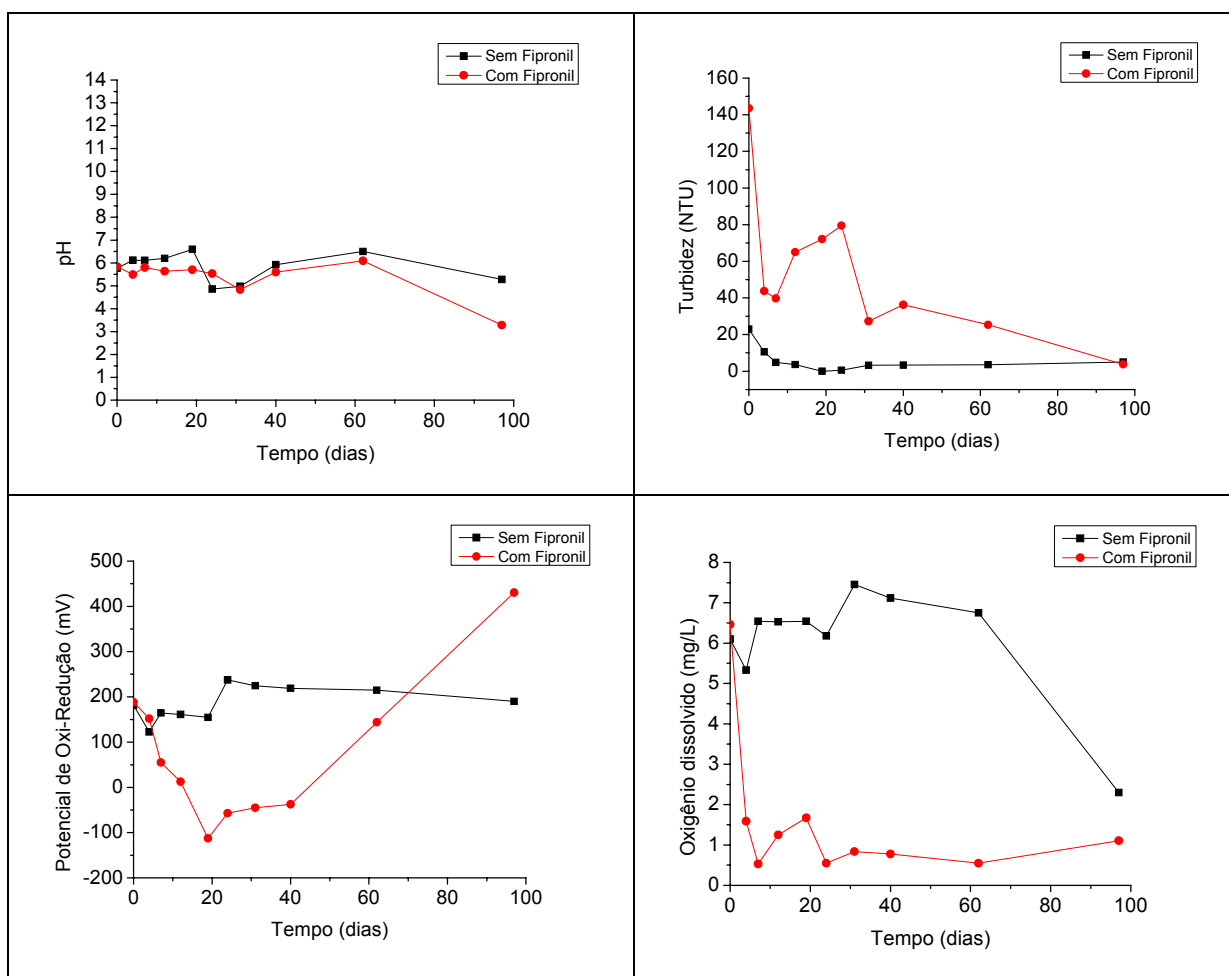 Sem Fipronil
Com Fipronil
14
13
12
11
10
9
8
7
6
5
4
3
2
1
0
pH
0 20 40 60 80 100
Tempo (dias)
Sem Fipronil
Com Fipronil
160
140
120
100
80
60
40
20
0
Turbidez (NTU)
0 20 40 60 80 100
Tempo (dias)
Sem Fipronil
Com Fipronil
500
400
300
200
100
0
-100
-200
Potencial de Oxi-Redução (mV)
0 20 40 60 80 100
Tempo (dias)
Sem Fipronil
Com Fipronil
8
7
6
5
4
3
2
1
0
Oxigênio dissolvido (mg/L)
0 20 40 60 80 100
Tempo (dias)